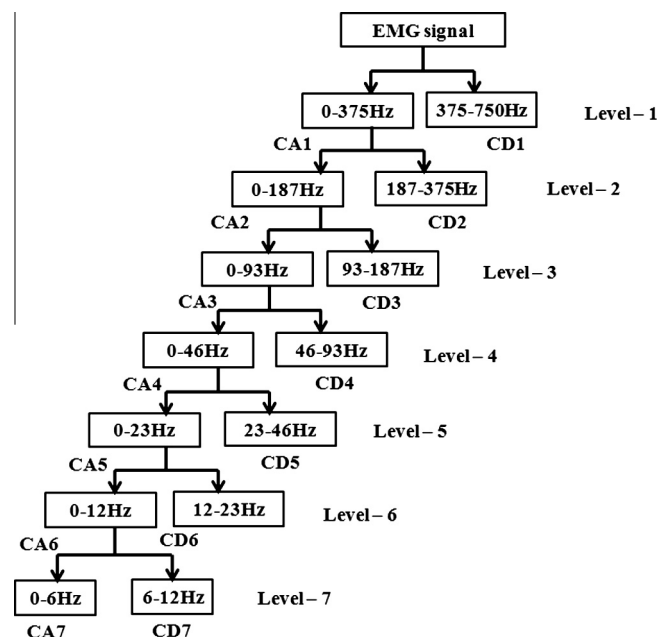 EMG signal
0-375Hz 375-750Hz Level-1
CA1 CD1
0-187Hz 187-375Hz Level-2
CA2 CD2
0-93Hz 93-187Hz Level-3
CA3 CD3
0-46Hz 46-93Hz Level-4
CA4 CD4
0-23Hz 23-46Hz Level-5
CA5 CD5
0-12Hz 12-23Hz Level-6
CA6 CD6
0-6Hz 6-12Hz Level-7
CA7 CD7